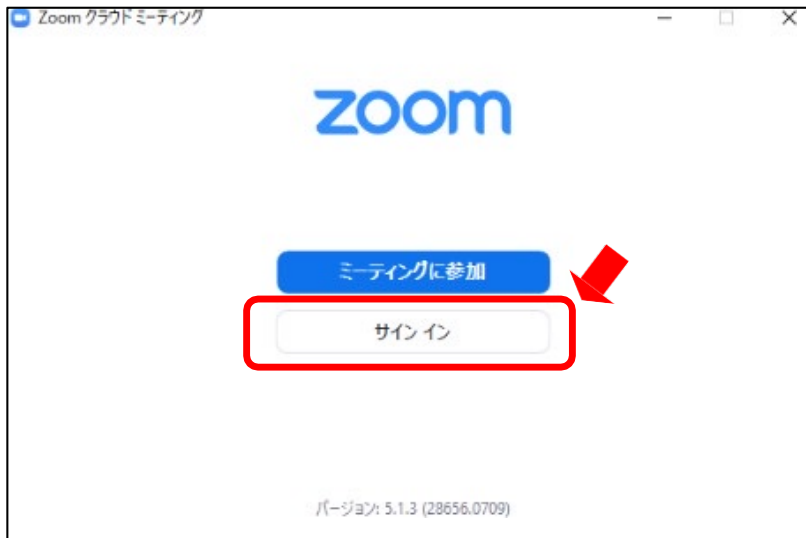 Zoom クラウド ミーティング
zoom
ミーティングに参加
サイン イン
バージョン: 5.1.3 (28656.0709)